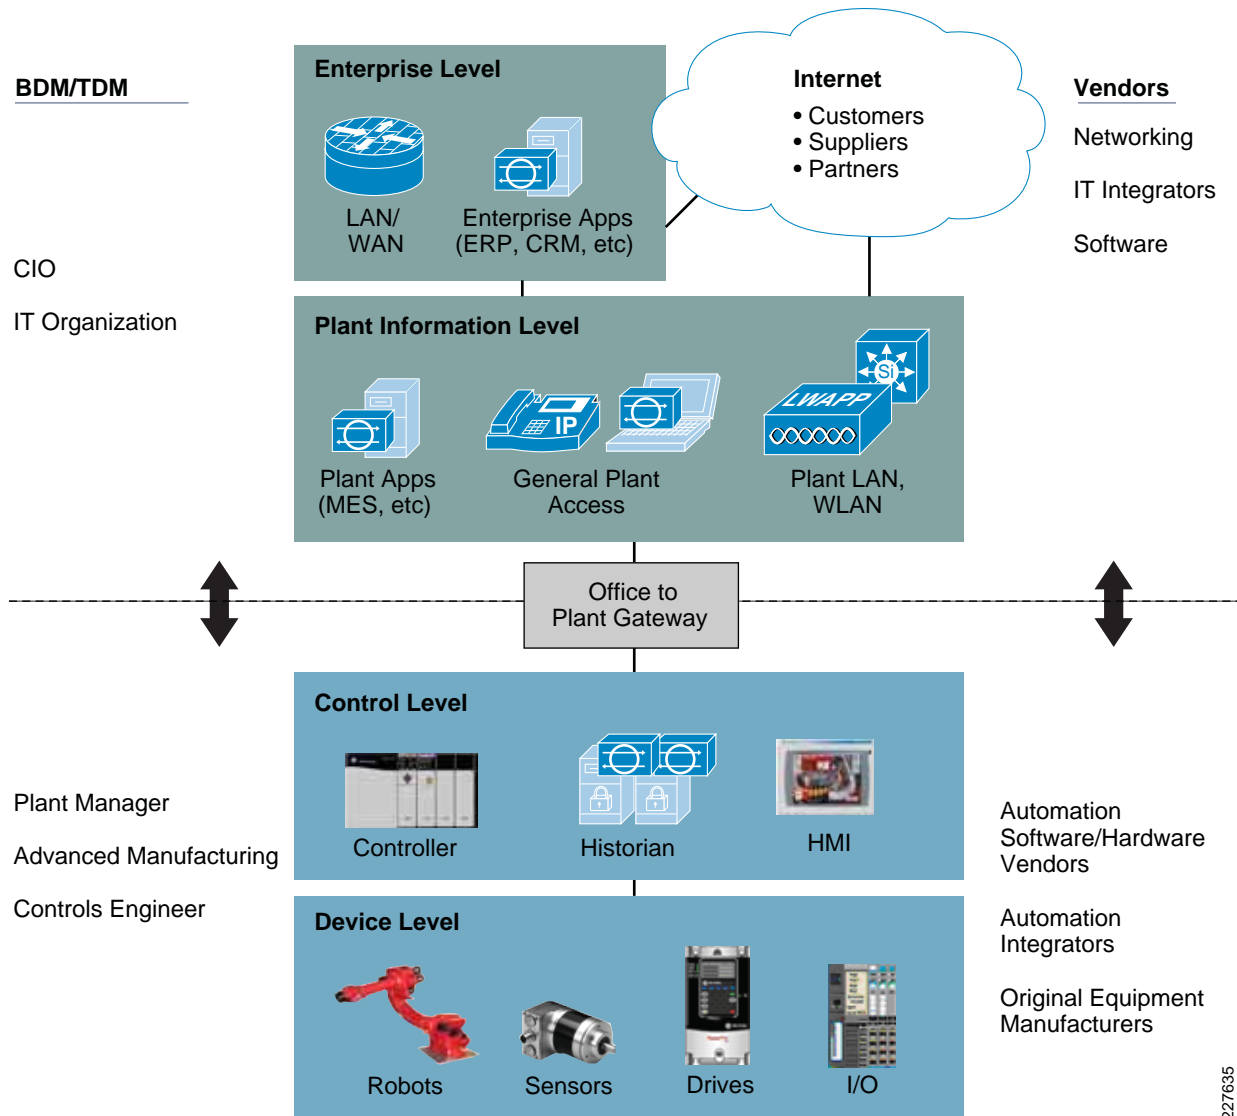 BDM/TDM
Enterprise Level
LAN/
WAN
Enterprise Apps
(ERP, CRM, etc)
Internet
• Customers
• Suppliers
• Partners
Vendors
Networking
IT Integrators
Software
CIO
IT Organization
Plant Information Level
Si
LWAPP
IP
Plant Apps
(MES, etc)
General Plant
Access
Plant LAN,
WLAN
Office to
Plant Gateway
Control Level
Controller
Historian
HMI
Plant Manager
Advanced Manufacturing
Controls Engineer
Automation
Software/Hardware
Vendors
Automation
Integrators
Original Equipment
Manufacturers
Device Level
Robots
Sensors
Drives
I/O
227635